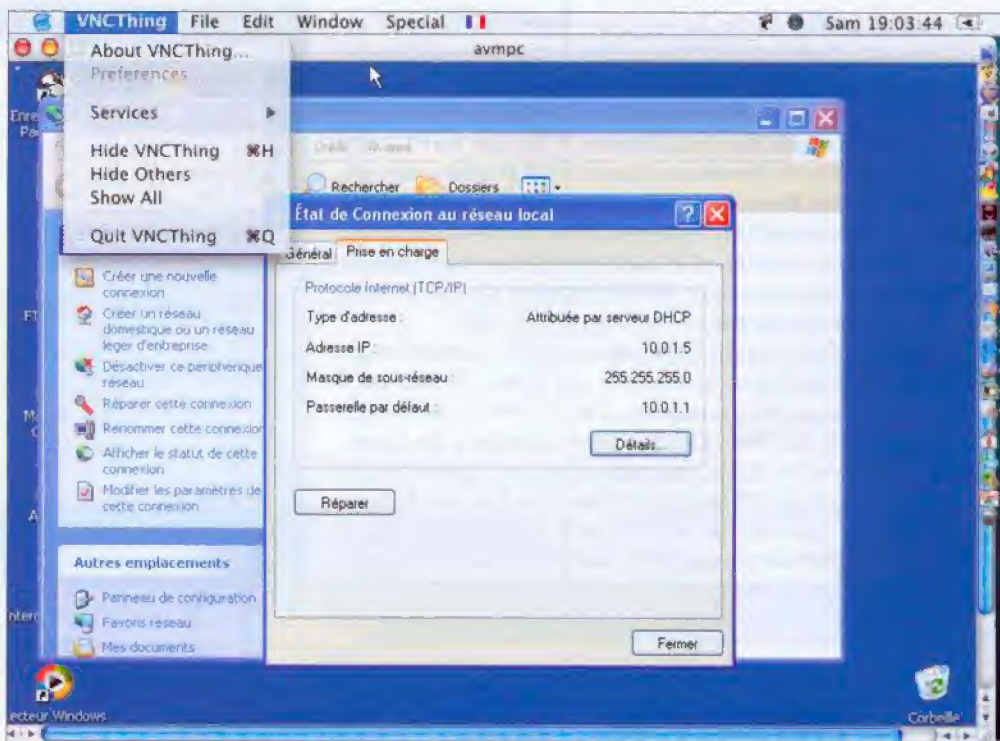 VNCThing File Edit Window Special Sam 19:03:44
avmpc
About VNCThing...
Preferences
Services
Hide VNCThing ⌘H
Hide Others
Show All
Quit VNCThing ⌘Q
Rechercher Dossiers
État de Connexion au réseau local
Général Prise en charge
Protocole Internet (TCP/IP)
Type d'adresse : Attribuée par serveur DHCP
Adresse IP : 10.0.1.5
Masque de sous-réseau : 255.255.255.0
Passerelle par défaut : 10.0.1.1
Détails...
Réparer
Fermer
Créer une nouvelle
connexion
Créer un réseau
domestique ou un réseau
léger d'entreprise
Désactiver ce périphérique
réseau
Réparer cette connexion
Renommer cette connexion
Afficher le statut de cette
connexion
Modifier les paramètres de
cette connexion
Autres emplacements
Panneau de configuration
Favoris réseau
Mes documents
ecteur Windows
Corbeille